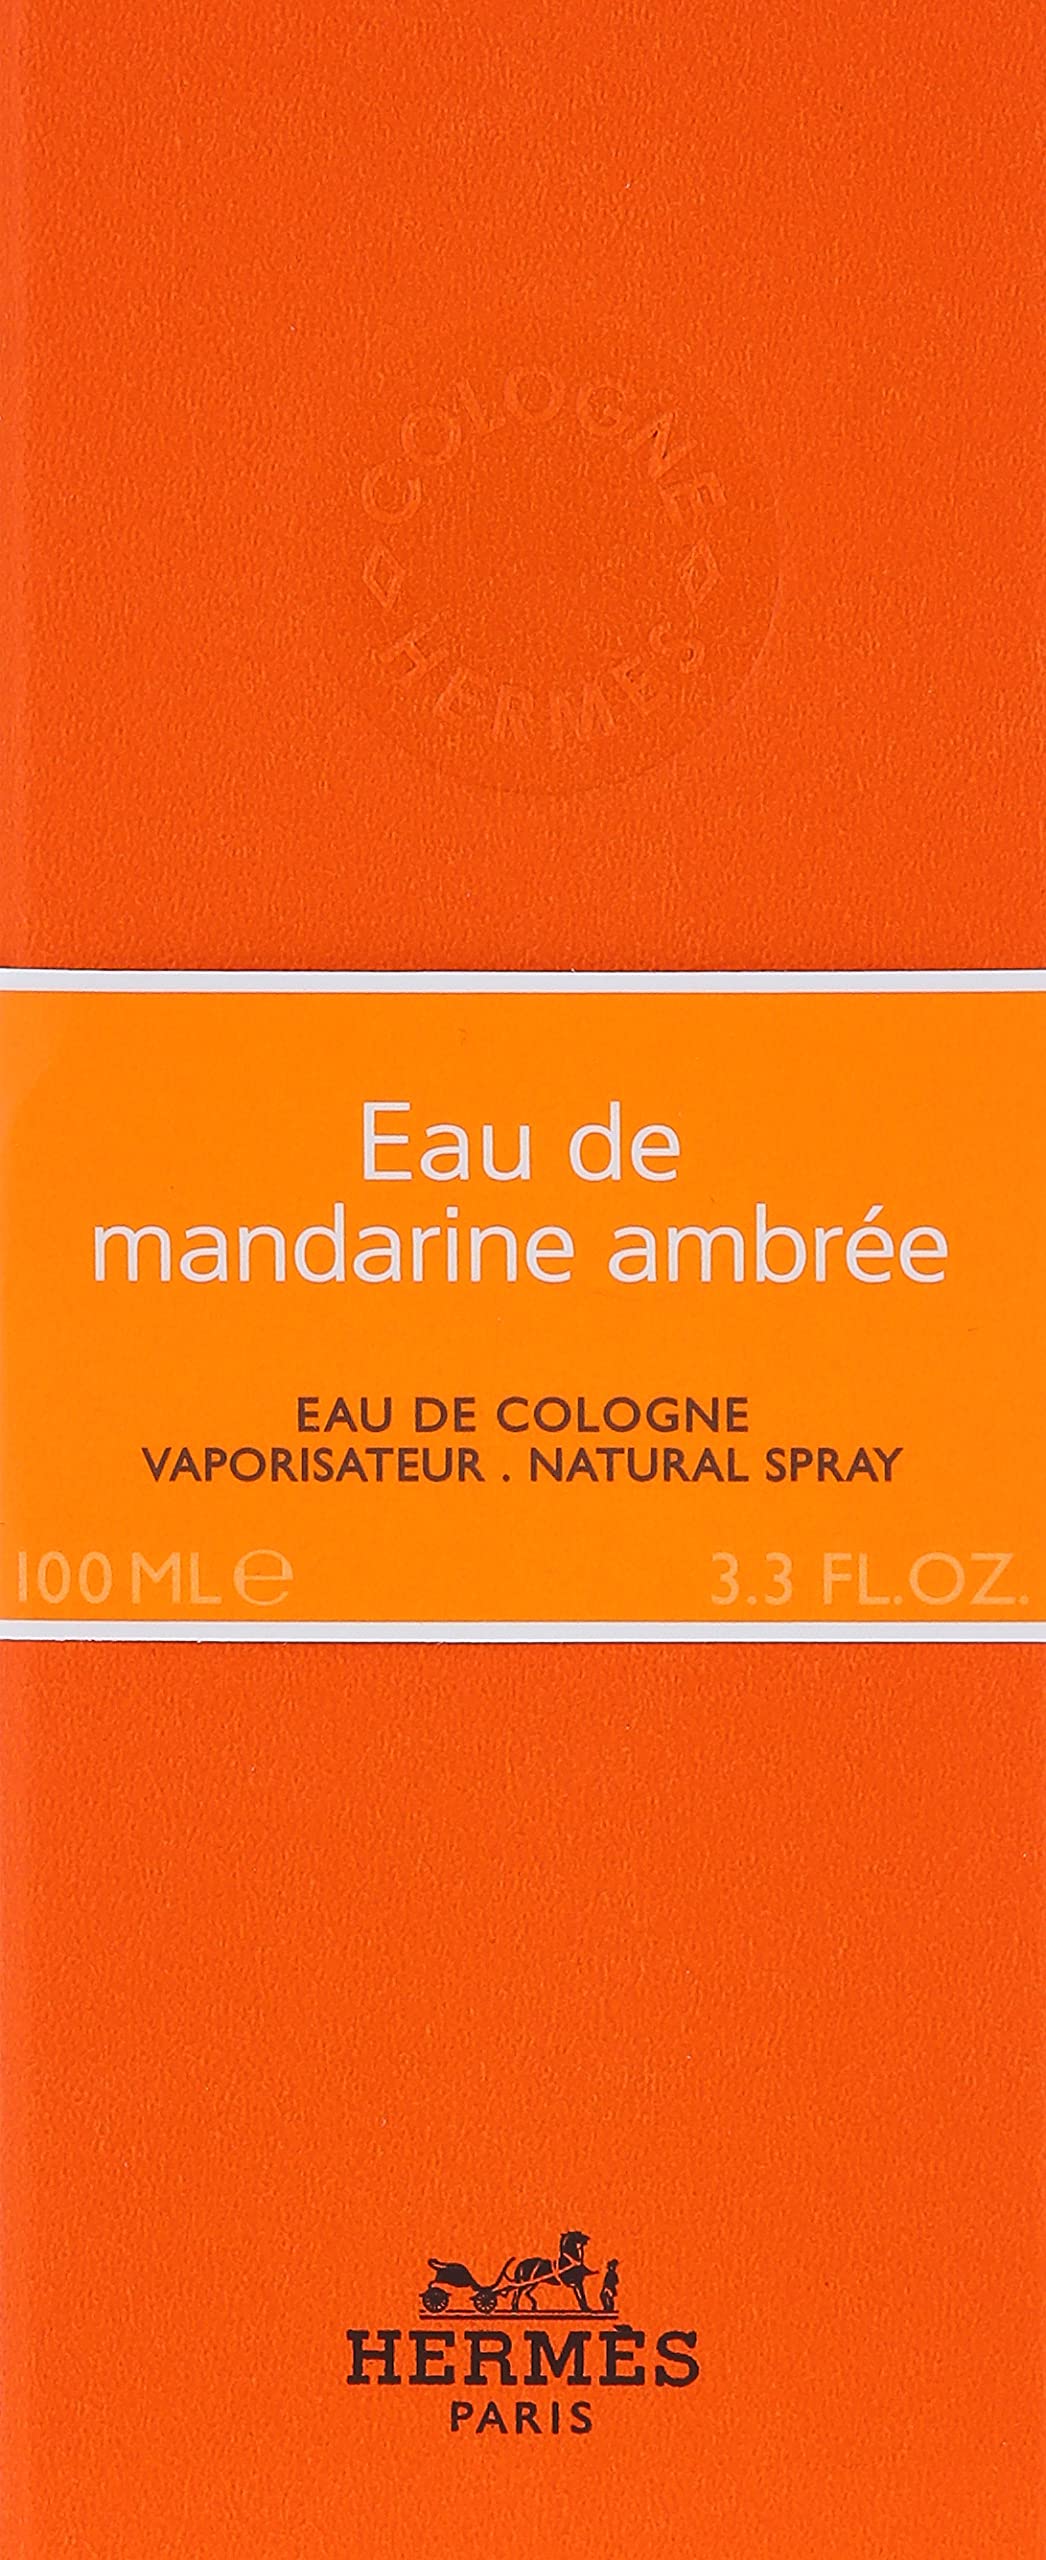 COLOGNE
HERMES
Eau de
mandarine ambrée
EAU DE COLOGNE
VAPORISATEUR . NATURAL SPRAY
100 ML ℮
3.3 FL.OZ.
HERMÈS
PARIS